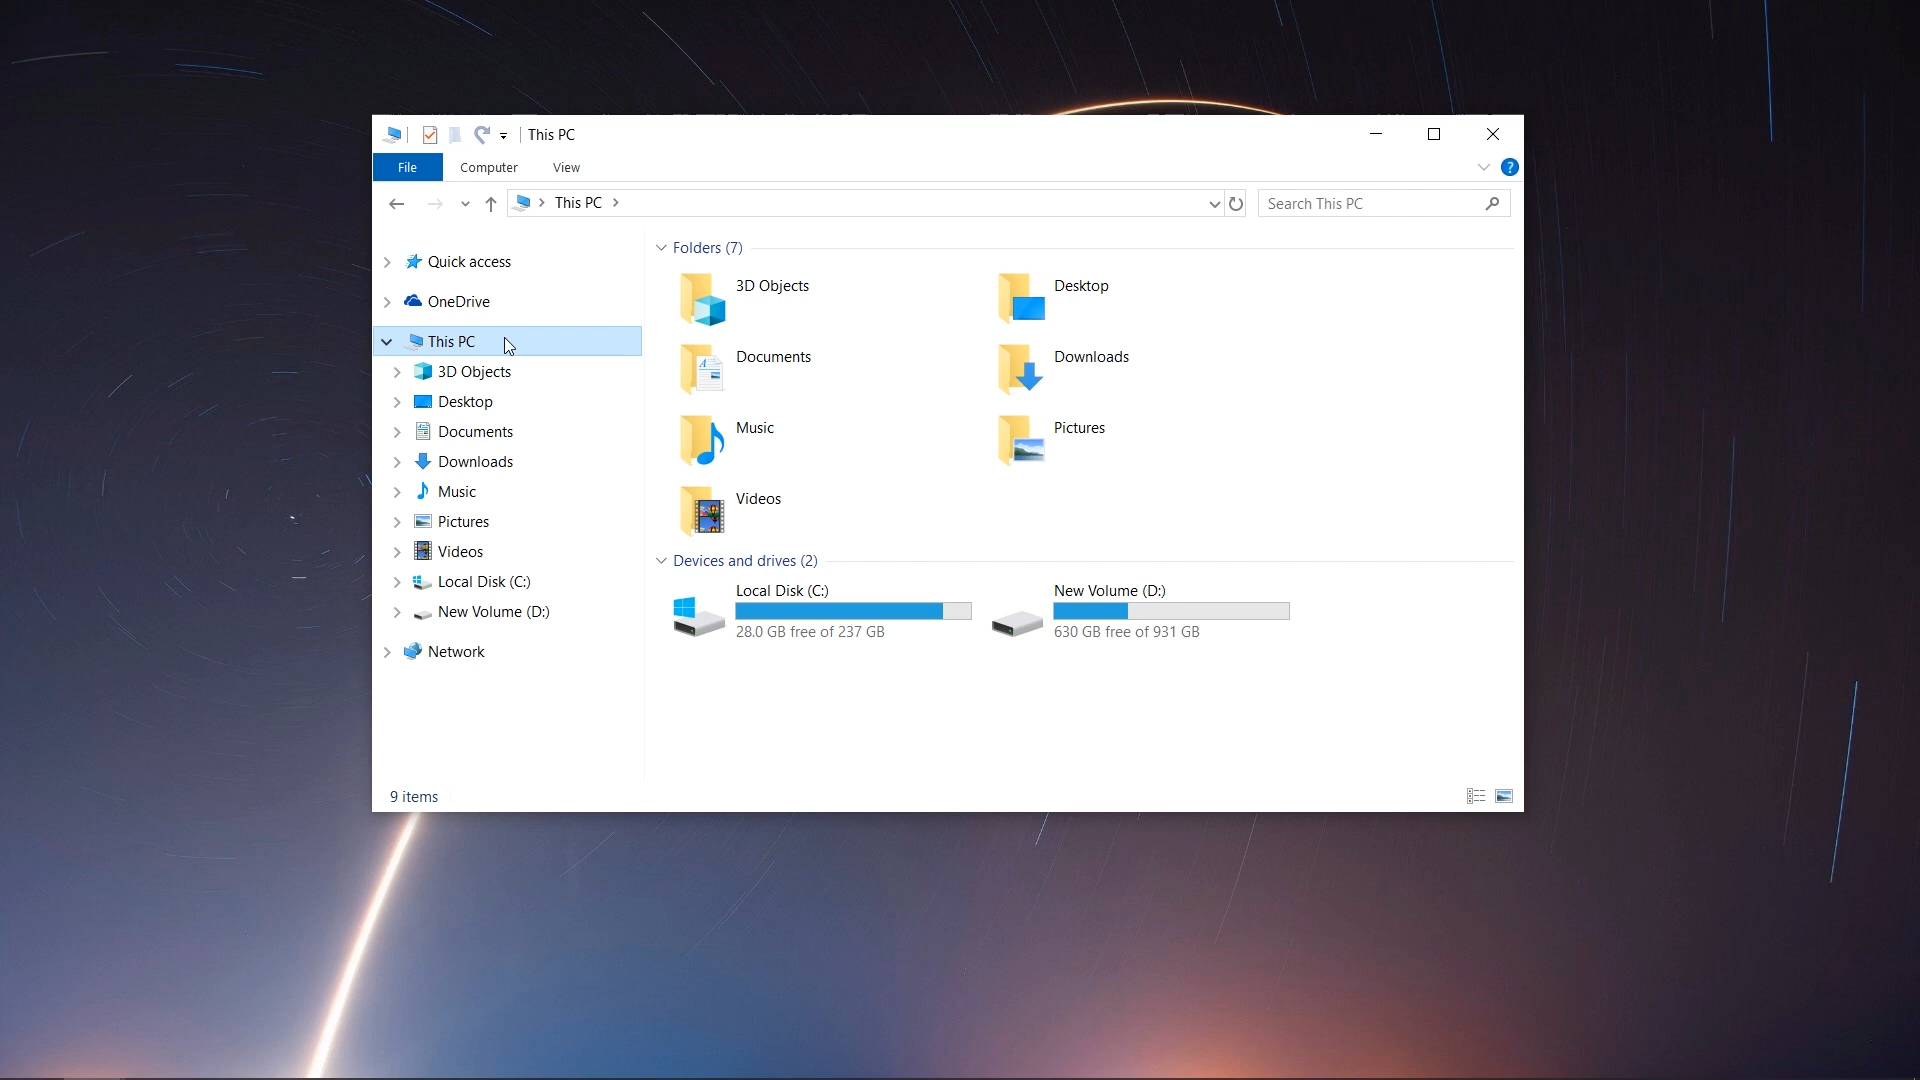 This PC
File
Computer
View
?
This PC
Search This PC
Quick access
OneDrive
This PC
3D Objects
Desktop
Documents
Downloads
Music
Pictures
Videos
Local Disk (C:)
New Volume (D:)
Network
Folders (7)
3D Objects
Desktop
Documents
Downloads
Music
Pictures
Videos
Devices and drives (2)
Local Disk (C:)
28.0 GB free of 237 GB
New Volume (D:)
630 GB free of 931 GB
9 items